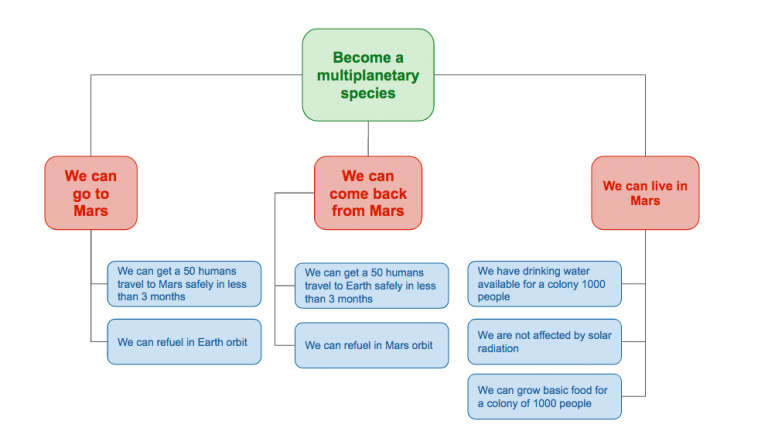 Become a
multiplanetary
species
We can
go to
Mars
We can
come back
from Mars
We can live in
Mars
We can get a 50 humans
travel to Mars safely in less
than 3 months
We can refuel in Earth orbit
We can get a 50 humans
travel to Earth safely in less
than 3 months
We can refuel in Mars orbit
We have drinking water
available for a colony 1000
people
We are not affected by solar
radiation
We can grow basic food for
a colony of 1000 people